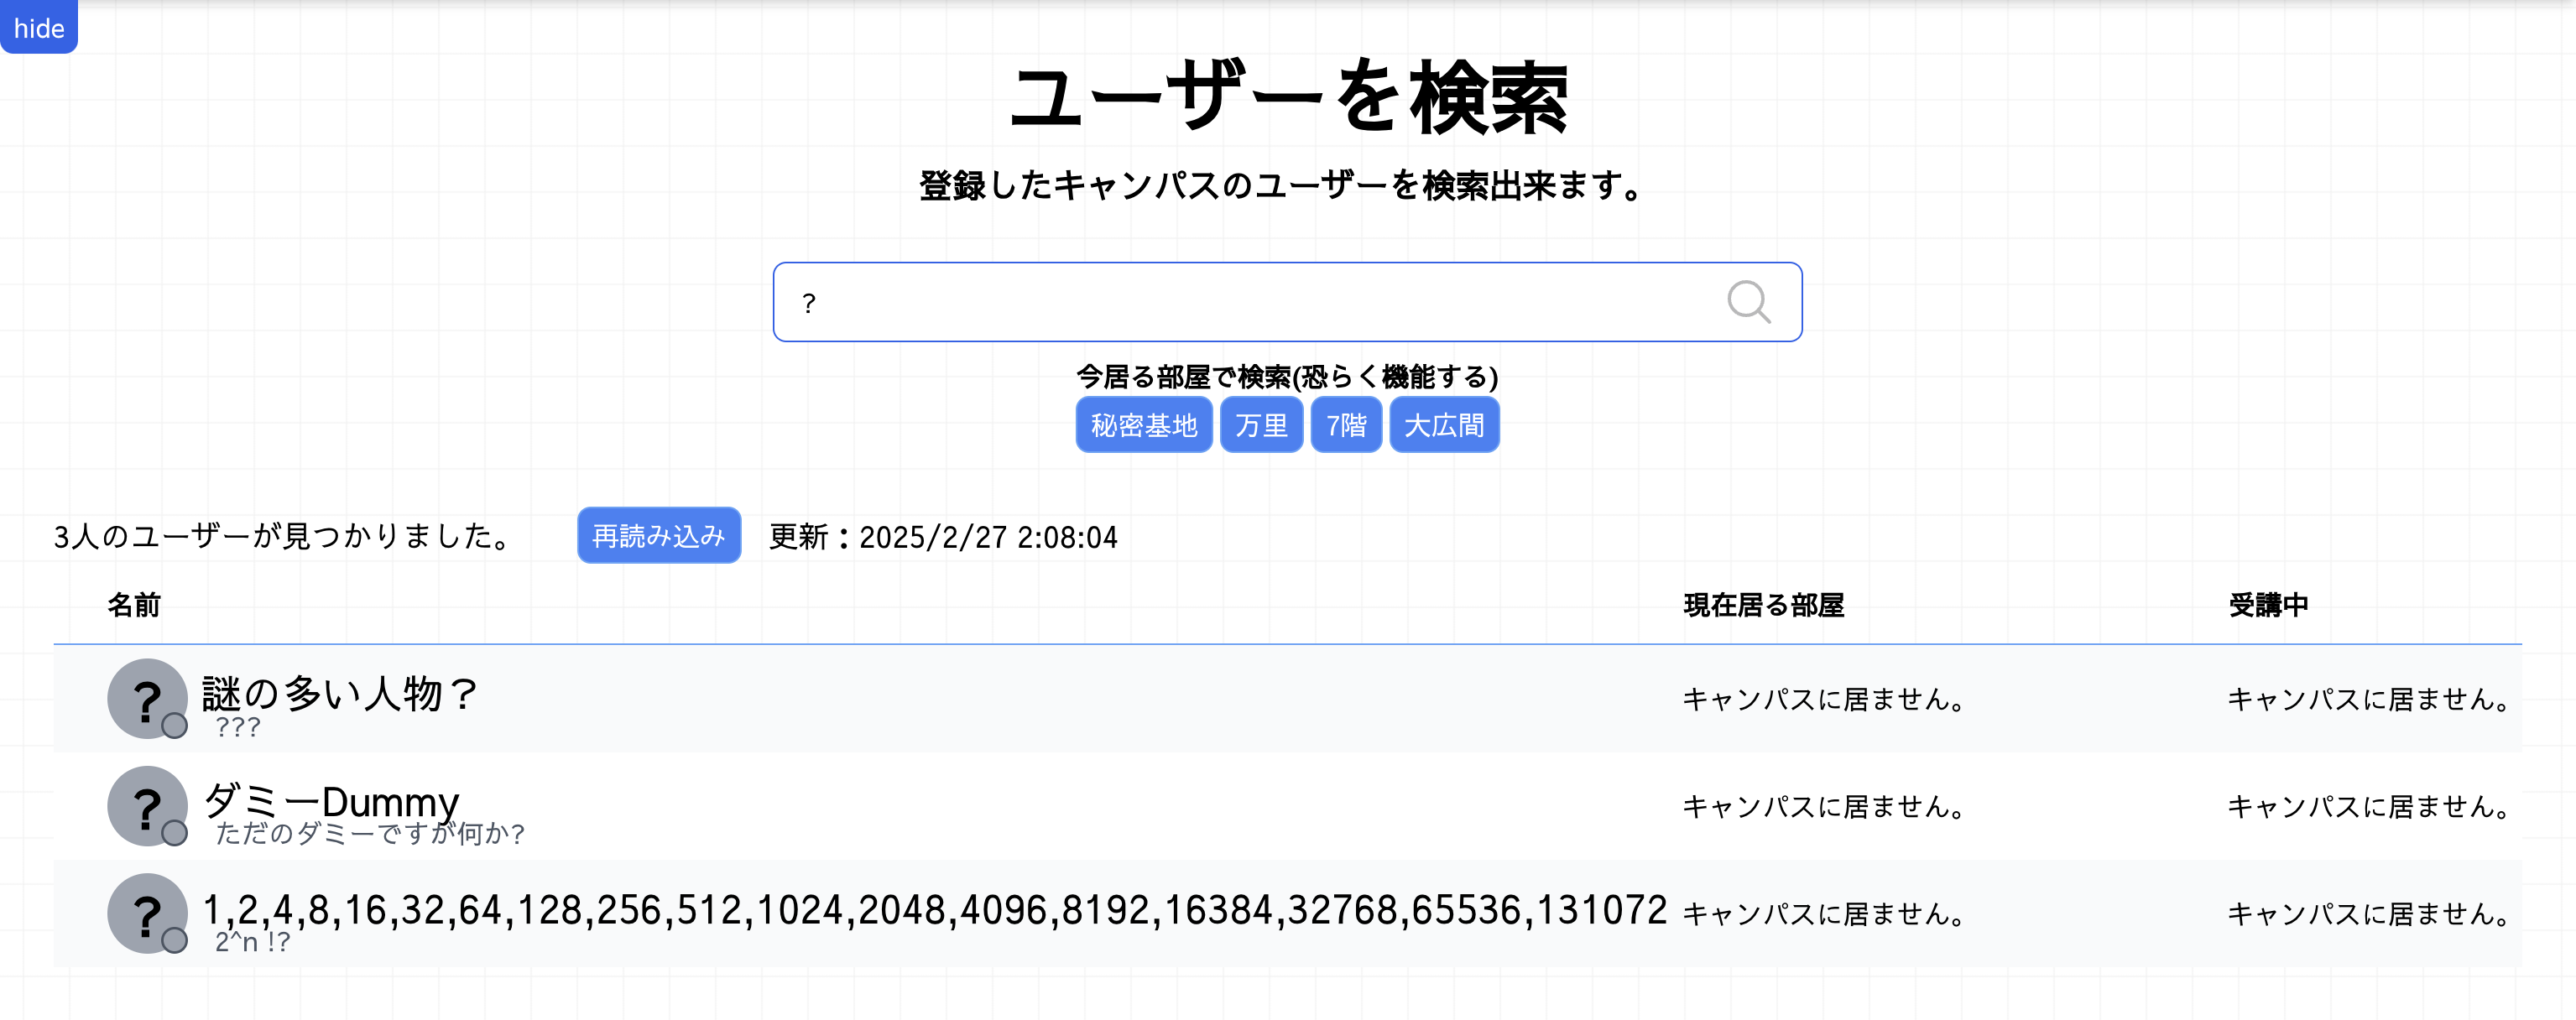 hide
ユーザーを検索
登録したキャンパスのユーザーを検索出来ます。
?
今居る部屋で検索(恐らく機能する)
秘密基地 万里 7階 大広間
3人のユーザーが見つかりました。 再読み込み 更新：2025/2/27 2:08:04
名前 現在居る部屋 受講中
? 謎の多い人物？ キャンパスに居ません。 キャンパスに居ません。
???
? ダミーDummy キャンパスに居ません。 キャンパスに居ません。
ただのダミーですが何か?
? 1,2,4,8,16,32,64,128,256,512,1024,2048,4096,8192,16384,32768,65536,131072 キャンパスに居ません。 キャンパスに居ません。
2^n !?